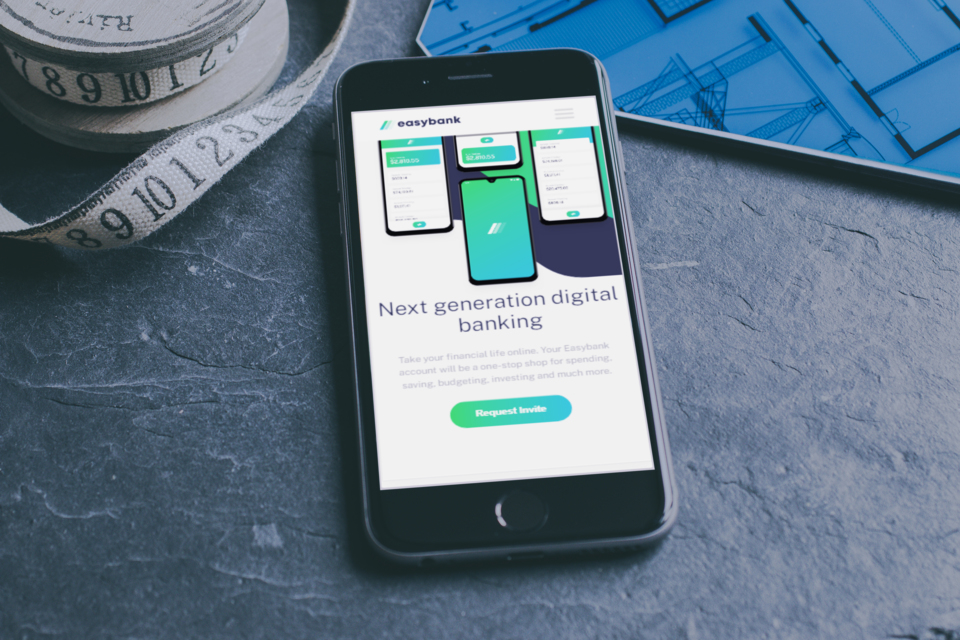 River
7 8 9 10 1 2
8 9 10 1 2 3 4
easybank
Next generation digital
banking
Take your financial life online. Your Easybank
account will be a one-stop shop for spending,
saving, budgeting, investing and much more.
Request Invite